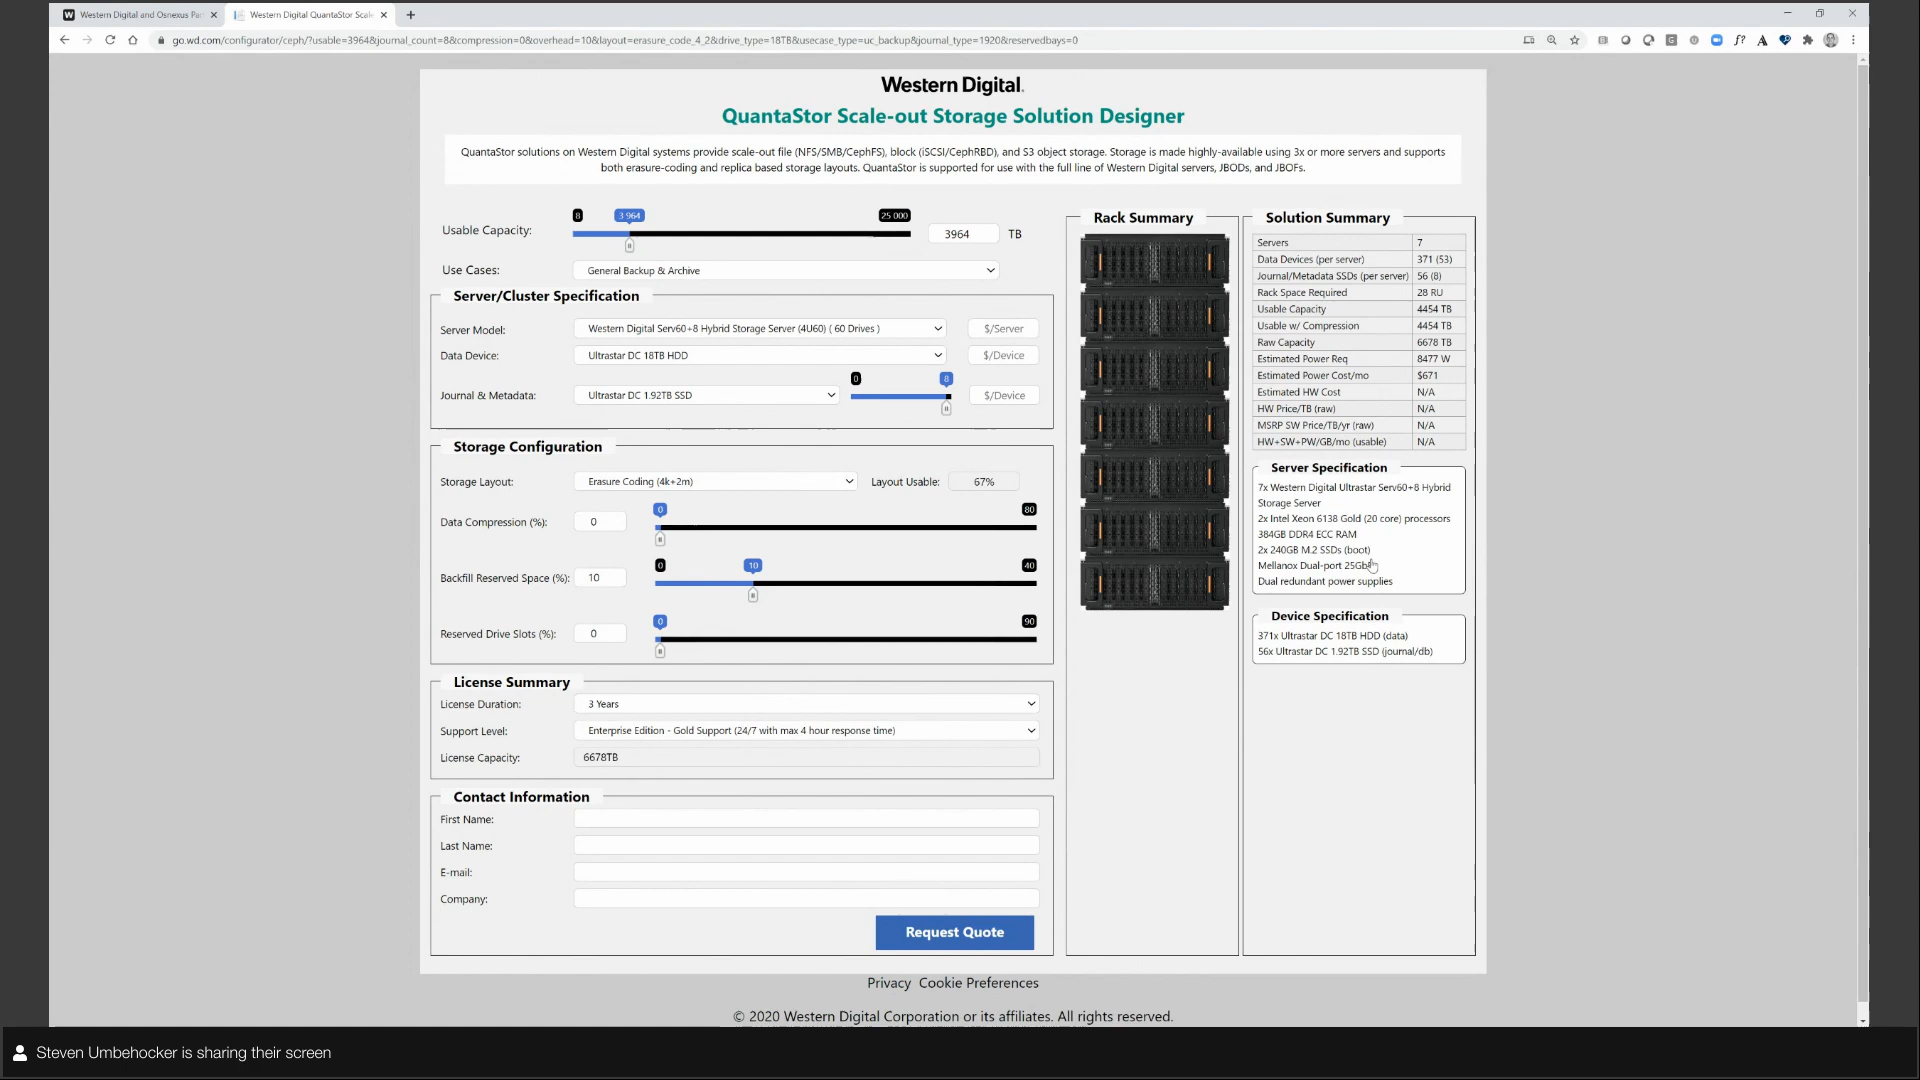 Western Digital and Osnexus Par
Western Digital QuantaStor Scale
go.wd.com/configurator/ceph/?usable=3964&journal_count=8&compression=0&overhead=10&layout=erasure_code_4_2&drive_type=18TB&usecase_type=uc_backup&journal_type=1920&reservedbays=0
Western Digital.
QuantaStor Scale-out Storage Solution Designer
QuantaStor solutions on Western Digital systems provide scale-out file (NFS/SMB/CephFS), block (iSCSI/CephRBD), and S3 object storage. Storage is made highly-available using 3x or more servers and supports
both erasure-coding and replica based storage layouts. QuantaStor is supported for use with the full line of Western Digital servers, JBODs, and JBOFs.
8 3 964 25 000
Usable Capacity: 3964 TB
Use Cases: General Backup & Archive
Server/Cluster Specification
Server Model: Western Digital Serv60+8 Hybrid Storage Server (4U60) ( 60 Drives ) $/Server
Data Device: Ultrastar DC 18TB HDD $/Device
0 8
Journal & Metadata: Ultrastar DC 1.92TB SSD $/Device
Storage Configuration
Storage Layout: Erasure Coding (4k+2m) Layout Usable: 67%
0 80
Data Compression (%): 0
0 10 40
Backfill Reserved Space (%): 10
0 90
Reserved Drive Slots (%): 0
License Summary
License Duration: 3 Years
Support Level: Enterprise Edition - Gold Support (24/7 with max 4 hour response time)
License Capacity: 6678TB
Contact Information
First Name:
Last Name:
E-mail:
Company:
Request Quote
Rack Summary
Solution Summary
Servers 7
Data Devices (per server) 371 (53)
Journal/Metadata SSDs (per server) 56 (8)
Rack Space Required 28 RU
Usable Capacity 4454 TB
Usable w/ Compression 4454 TB
Raw Capacity 6678 TB
Estimated Power Req 8477 W
Estimated Power Cost/mo $671
Estimated HW Cost N/A
HW Price/TB (raw) N/A
MSRP SW Price/TB/yr (raw) N/A
HW+SW+PW/GB/mo (usable) N/A
Server Specification
7x Western Digital Ultrastar Serv60+8 Hybrid
Storage Server
2x Intel Xeon 6138 Gold (20 core) processors
384GB DDR4 ECC RAM
2x 240GB M.2 SSDs (boot)
Mellanox Dual-port 25Gb
Dual redundant power supplies
Device Specification
371x Ultrastar DC 18TB HDD (data)
56x Ultrastar DC 1.92TB SSD (journal/db)
Privacy Cookie Preferences
© 2020 Western Digital Corporation or its affiliates. All rights reserved.
Steven Umbehocker is sharing their screen